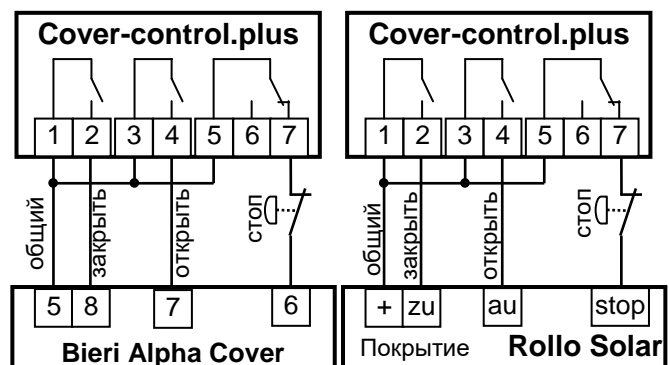 Cover-control.plus
1 2 3 4 5 6 7
общий
закрыть
открыть
стоп
5 8 7 6
Bieri Alpha Cover
Cover-control.plus
1 2 3 4 5 6 7
общий
закрыть
открыть
стоп
+ zu au stop
Покрытие Rollo Solar